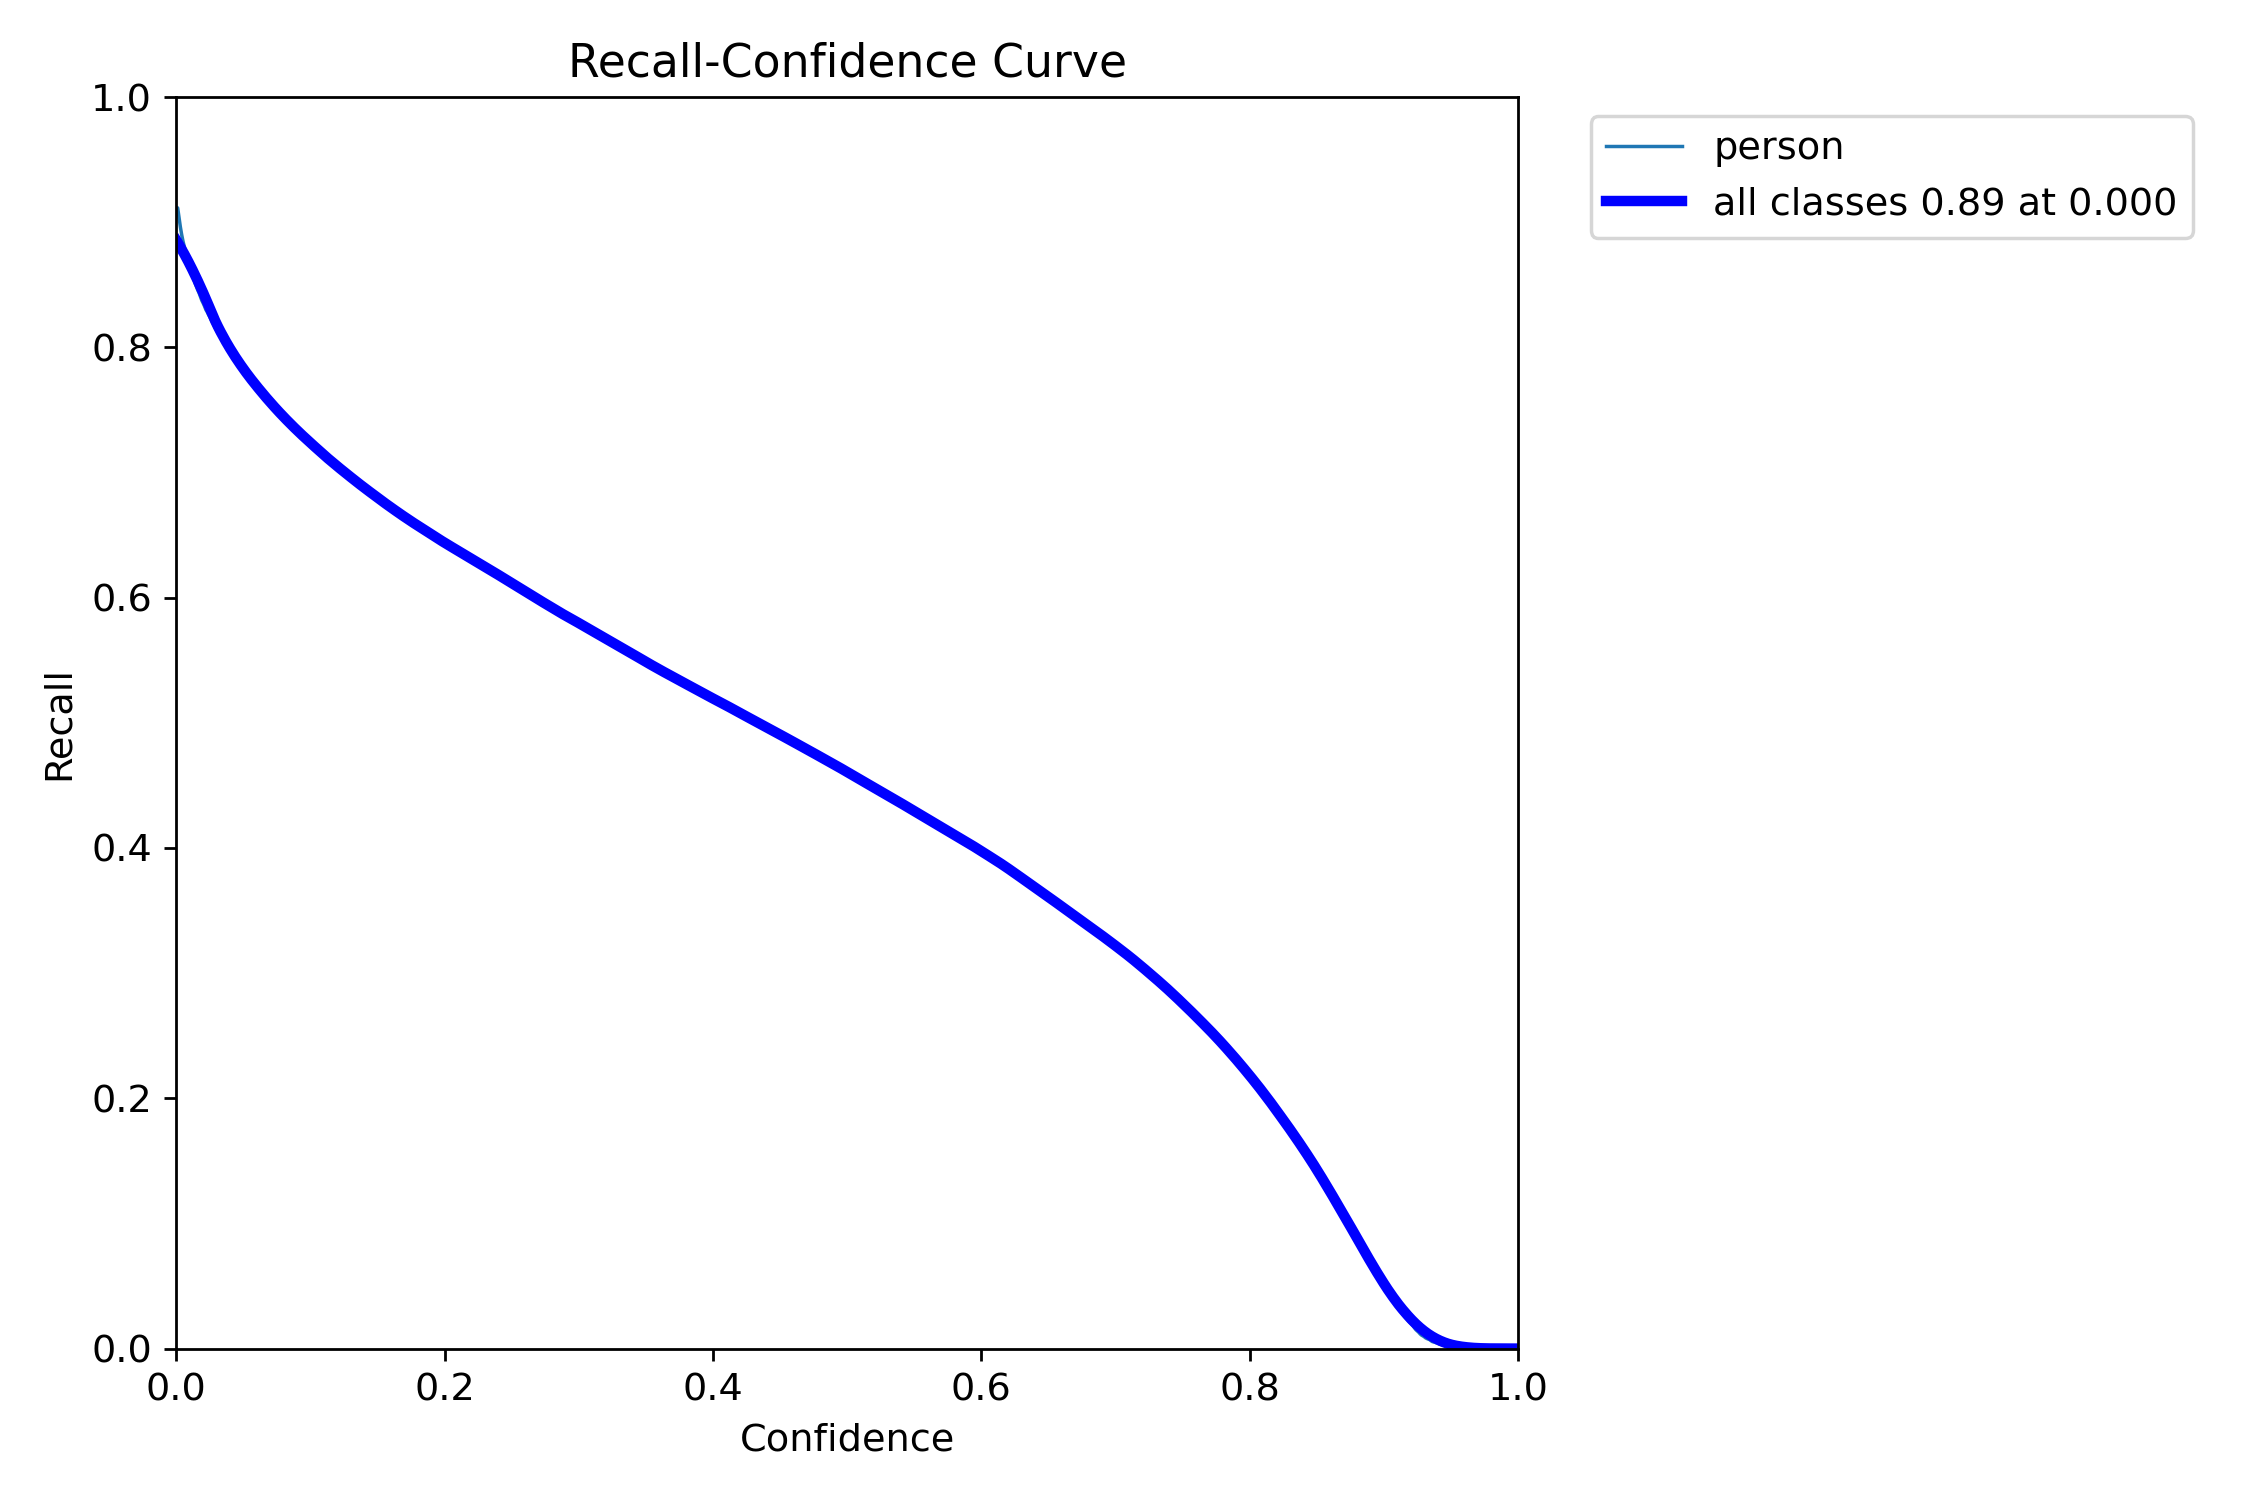 Recall-Confidence Curve
person
all classes 0.89 at 0.000
1.0
0.8
0.6
0.4
0.2
0.0
Recall
0.0 0.2 0.4 0.6 0.8 1.0
Confidence